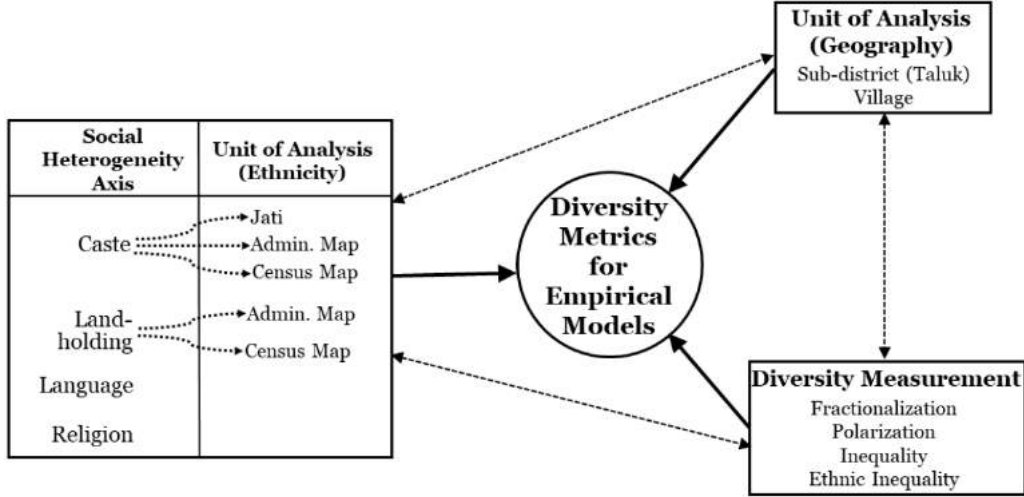 Social
Heterogeneity
Axis
Unit of Analysis
(Ethnicity)
Caste
Jati
Admin. Map
Census Map
Land-
holding
Admin. Map
Census Map
Language
Religion
Diversity
Metrics
for
Empirical
Models
Unit of Analysis
(Geography)
Sub-district (Taluk)
Village
Diversity Measurement
Fractionalization
Polarization
Inequality
Ethnic Inequality